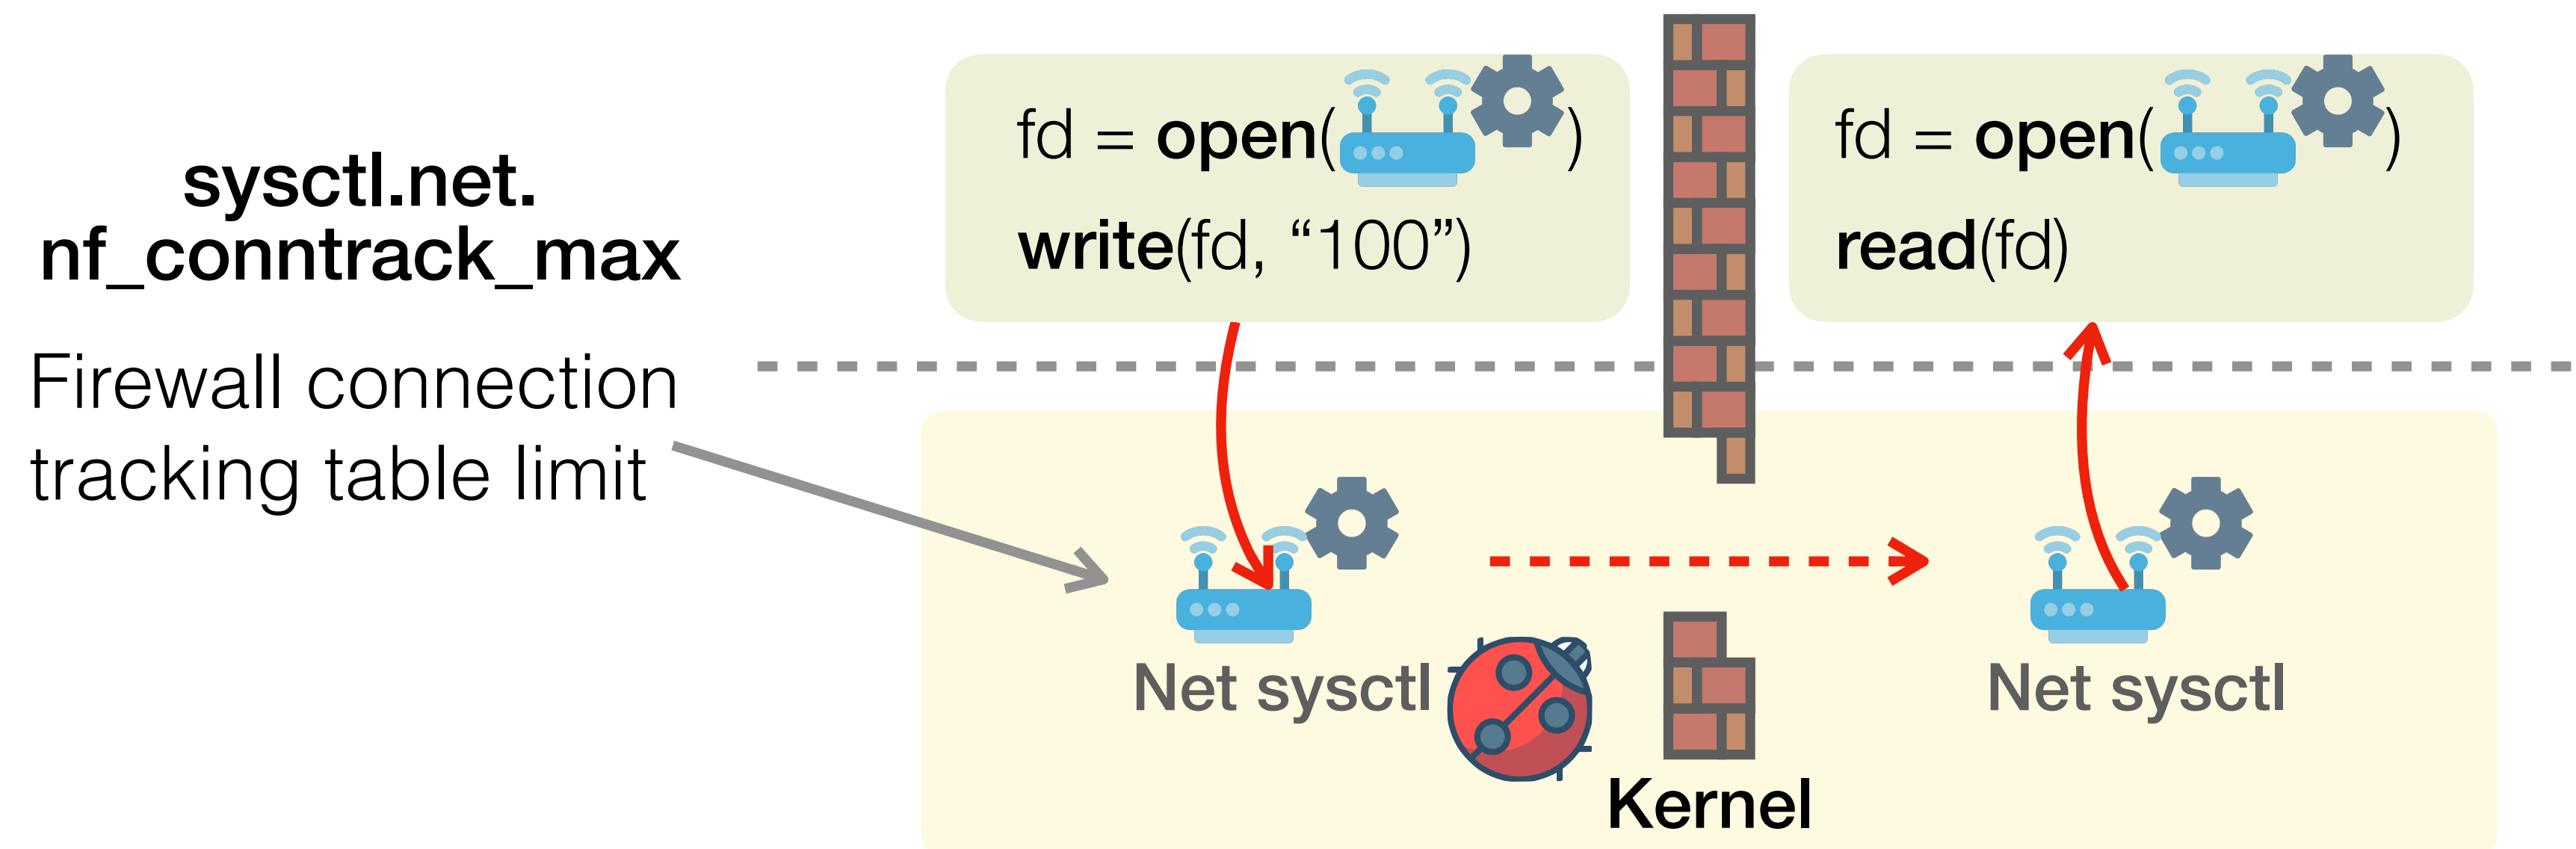 sysctl.net.
nf_conntrack_max
Firewall connection
tracking table limit
fd = open( )
write(fd, “100”)
fd = open( )
read(fd)
Net sysctl
Net sysctl
Kernel